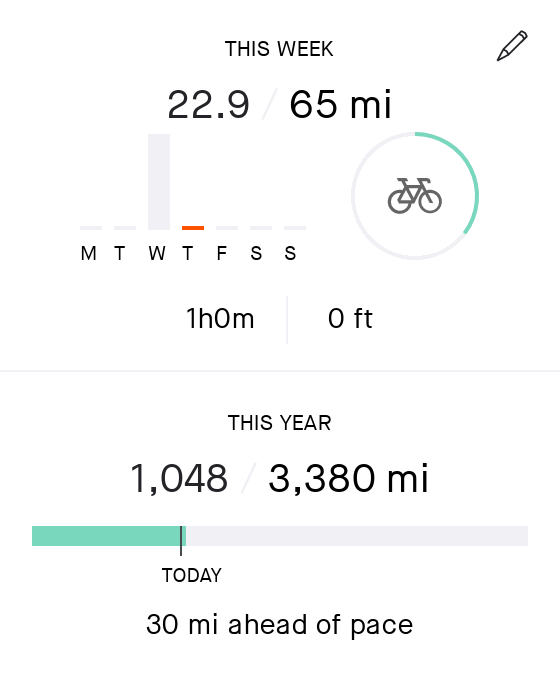 THIS WEEK
22.9 / 65 mi
M T W T F S S
1h0m 0 ft
THIS YEAR
1,048 / 3,380 mi
TODAY
30 mi ahead of pace